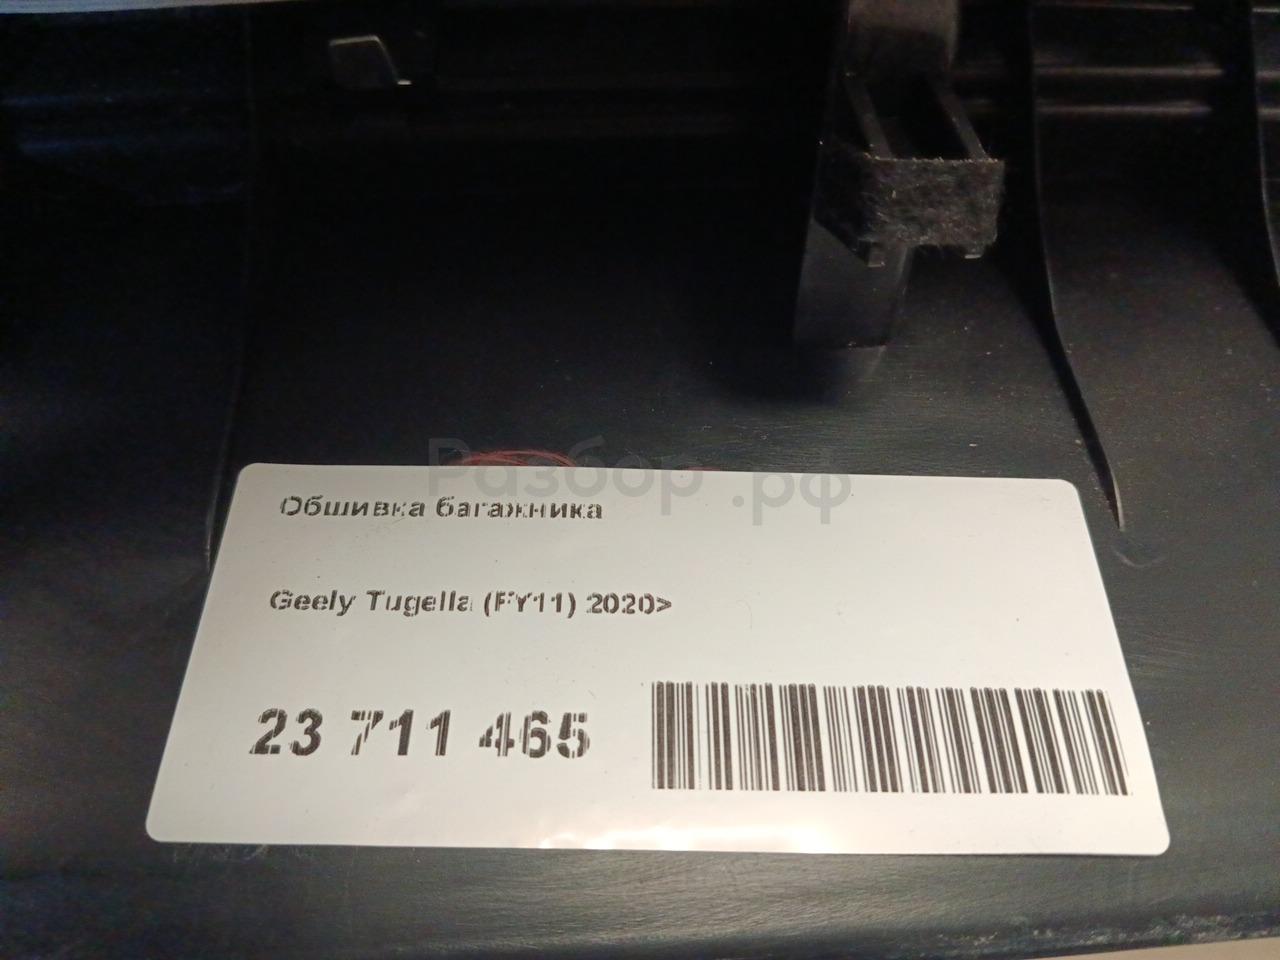 Разбор.рф
Обшивка багажника
Geely Tugella (FY11) 2020>
23 711 465